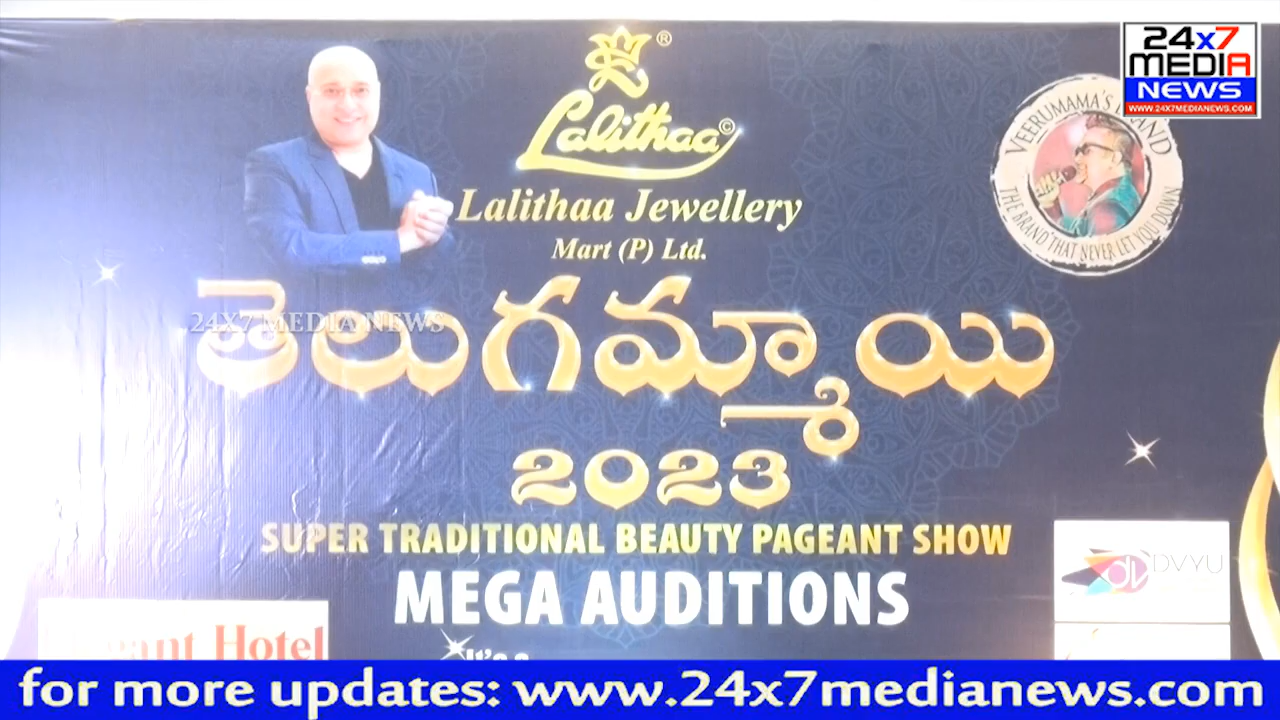 24x7
MEDIA
NEWS
WWW.24X7MEDIANEWS.COM
®
Lalithaa©
Lalithaa Jewellery
Mart (P) Ltd.
VEERUMAMA'S BRAND
THE BRAND THAT NEVER LET YOU DOWN
24X7 MEDIA NEWS
తెలుగమ్మాయి
2023
SUPER TRADITIONAL BEAUTY PAGEANT SHOW
MEGA AUDITIONS
DVYU
Hotel
It's a
for more updates: www.24x7medianews.com